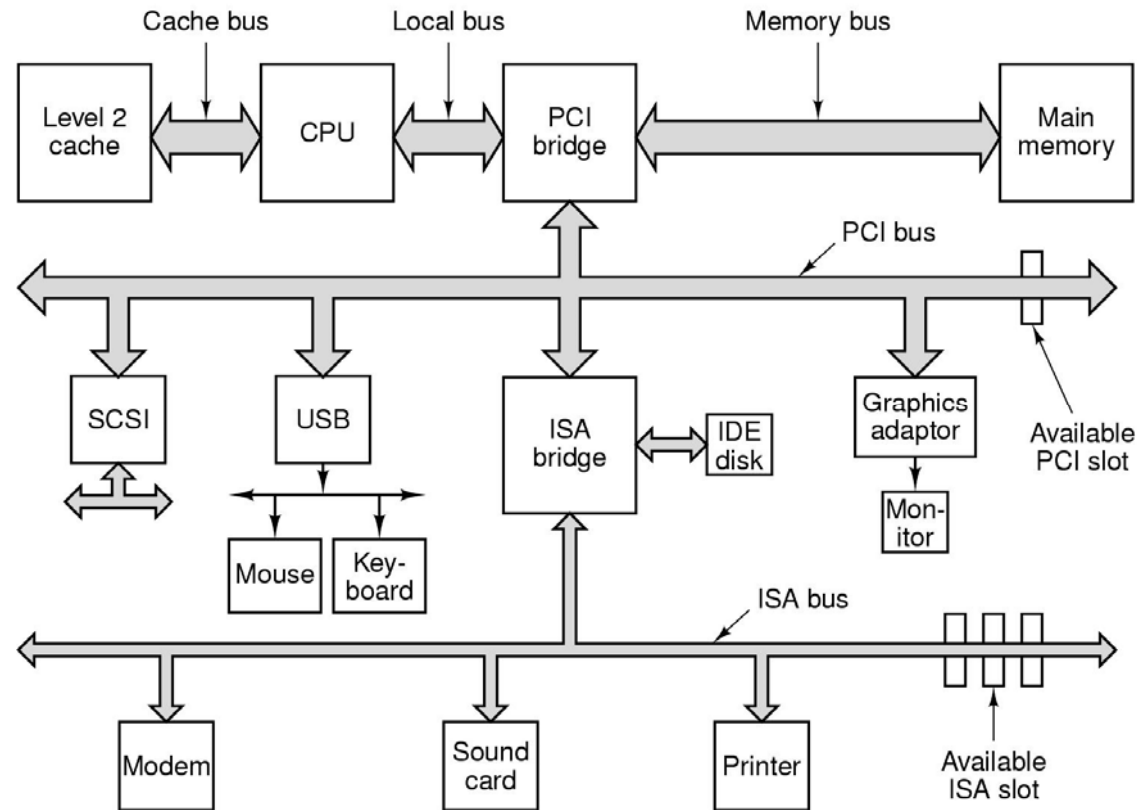 Cache bus
Local bus
Memory bus
Level 2
cache
CPU
PCI
bridge
Main
memory
PCI bus
SCSI
USB
ISA
bridge
IDE
disk
Graphics
adaptor
Available
PCI slot
Mon-
itor
Mouse
Key-
board
ISA bus
Modem
Sound
card
Printer
Available
ISA slot